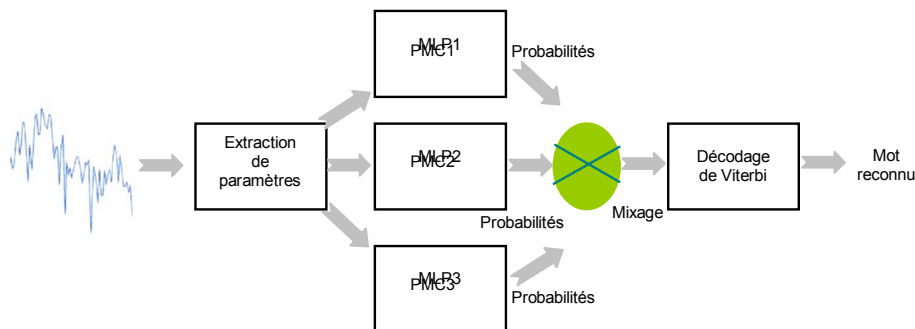 MLP1
PMC1
Probabilités
Extraction
de
paramètres
MLP2
PMC2
Décodage
de Viterbi
Mot
reconnu
Probabilités
Mixage
MLP3
PMC3
Probabilités